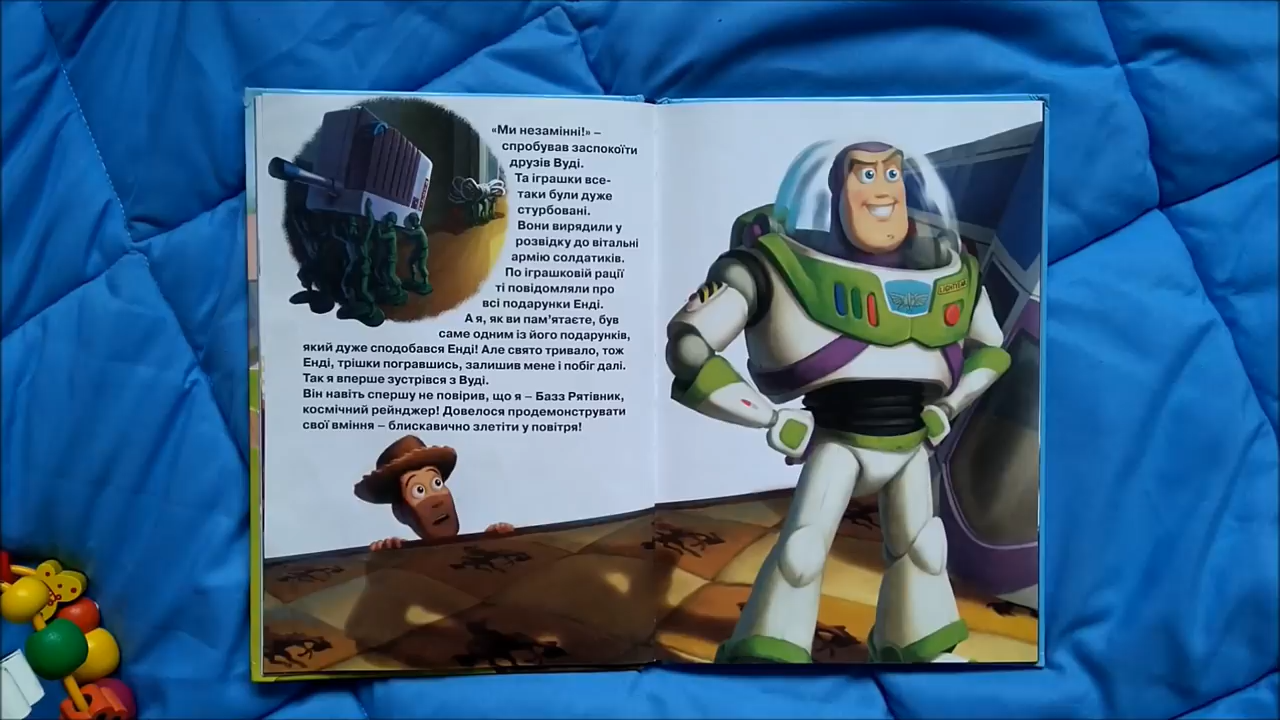 «Ми незамінні!» –
спробував заспокоїти
друзів Вуді.
Та іграшки все-
таки були дуже
стурбовані.
Вони вирядили у
розвідку до вітальні
армію солдатиків.
По іграшковій рації
ті повідомляли про
всі подарунки Енді.
А я, як ви пам’ятаєте, був
саме одним із його подарунків,
який дуже сподобався Енді! Але свято тривало, тож
Енді, трішки погравшись, залишив мене і побіг далі.
Так я вперше зустрівся з Вуді.
Він навіть спершу не повірив, що я – Базз Рятівник,
космічний рейнджер! Довелося продемонструвати
свої вміння – блискавично злетіти у повітря!
LIGHTYEAR